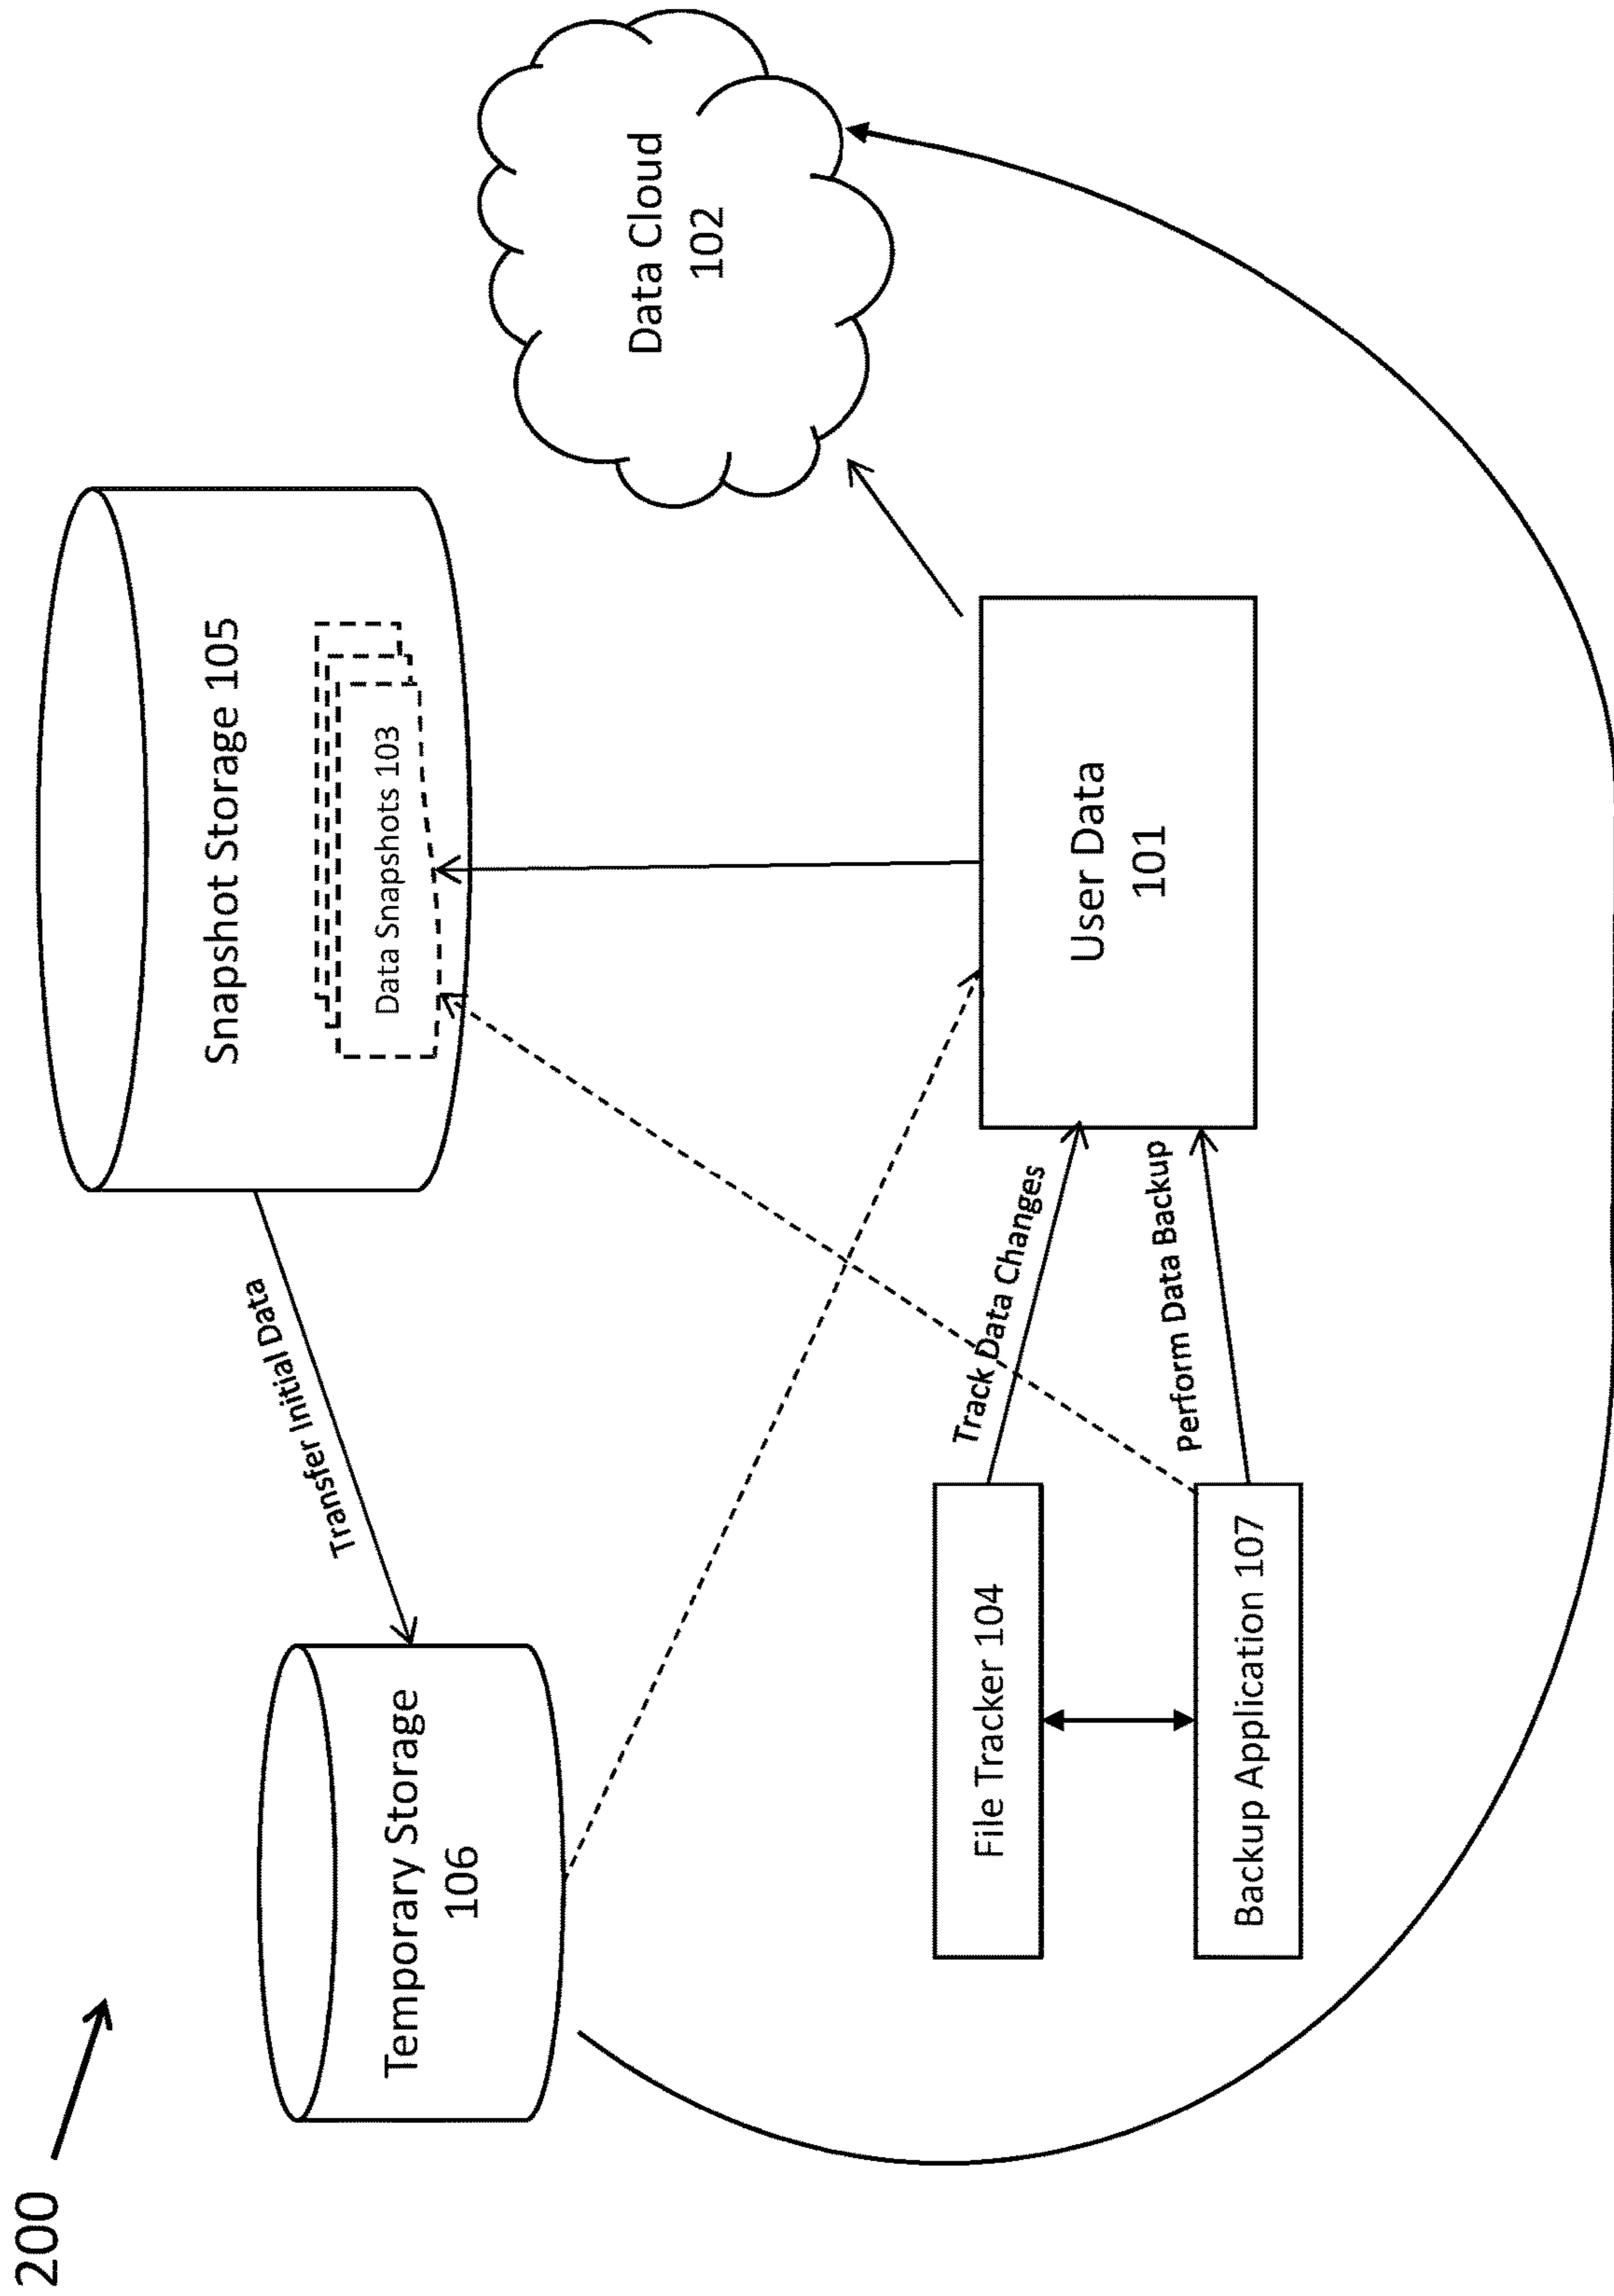 200
Snapshot Storage 105
Data Snapshots 103
Transfer Initial Data
Temporary Storage
106
Data Cloud
102
Track Data Changes
User Data
101
Perform Data Backup
File Tracker 104
Backup Application 107